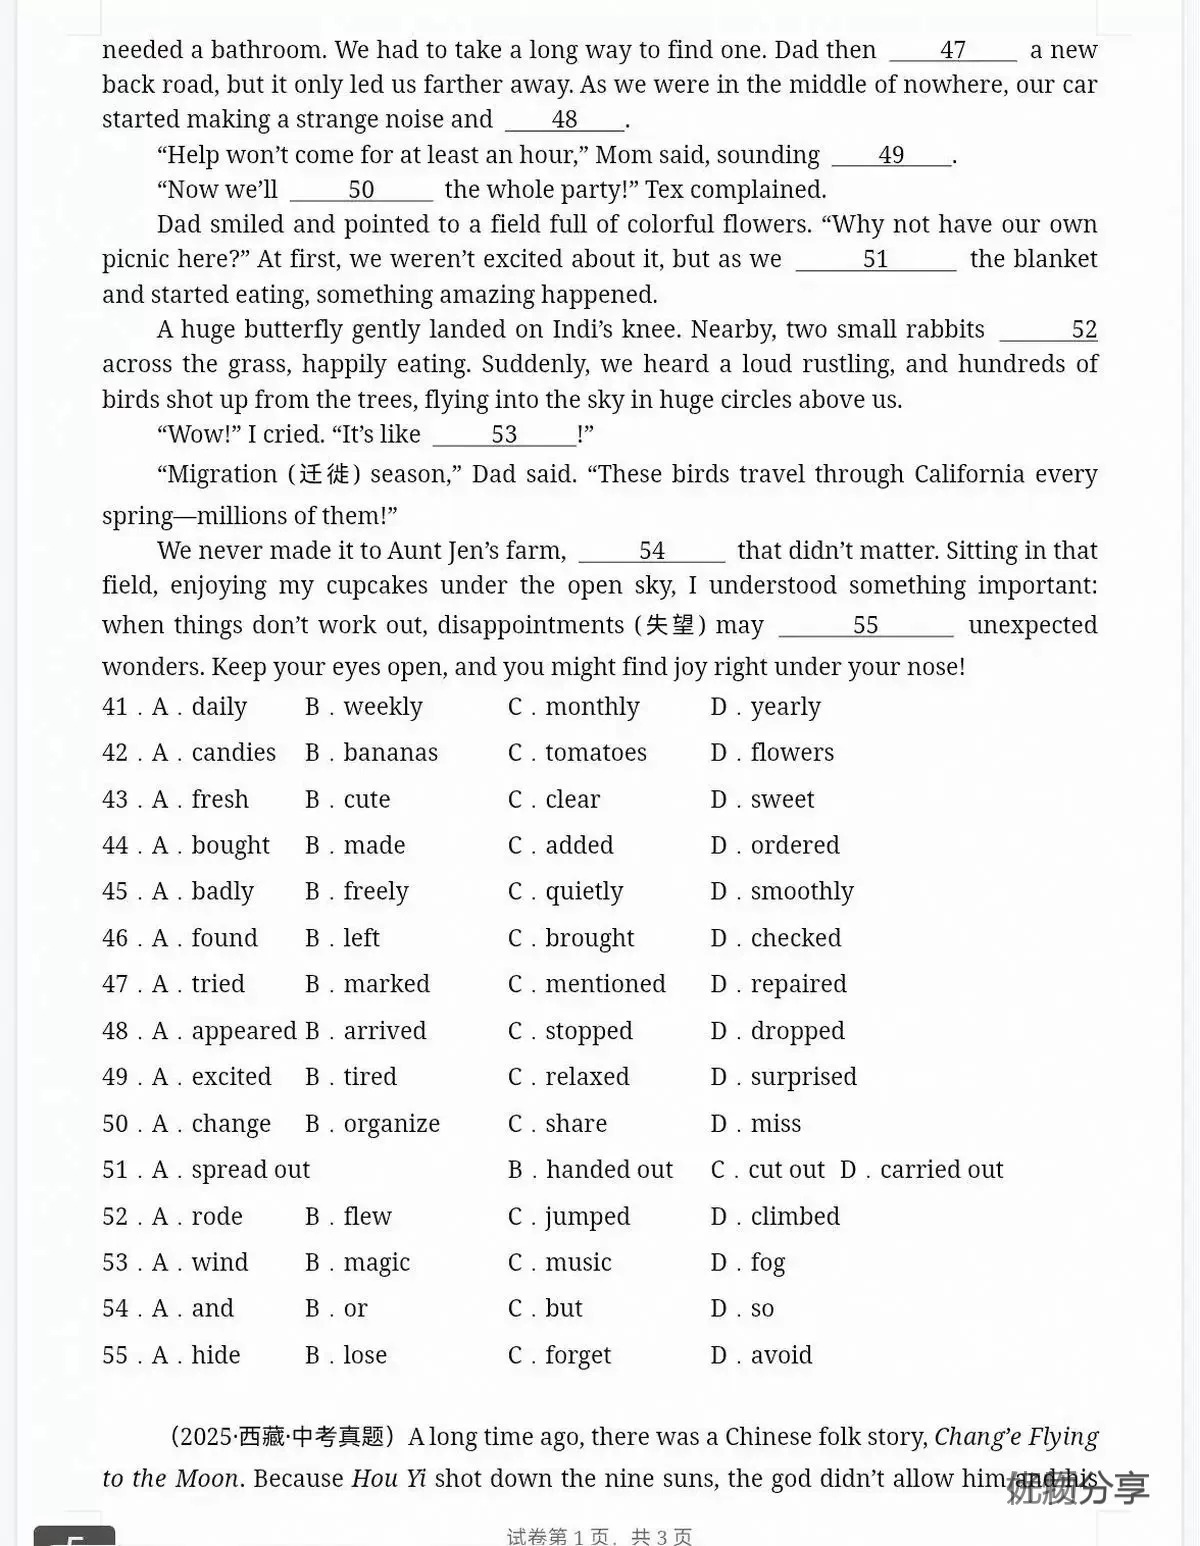 needed a bathroom. We had to take a long way to find one. Dad then 47 a new
back road, but it only led us farther away. As we were in the middle of nowhere, our car
started making a strange noise and 48.
“Help won’t come for at least an hour,” Mom said, sounding 49.
“Now we’ll 50 the whole party!” Tex complained.
Dad smiled and pointed to a field full of colorful flowers. “Why not have our own
picnic here?” At first, we weren’t excited about it, but as we 51 the blanket
and started eating, something amazing happened.
A huge butterfly gently landed on Indi’s knee. Nearby, two small rabbits 52
across the grass, happily eating. Suddenly, we heard a loud rustling, and hundreds of
birds shot up from the trees, flying into the sky in huge circles above us.
“Wow!” I cried. “It’s like 53!”
“Migration (迁徙) season,” Dad said. “These birds travel through California every
spring—millions of them!”
We never made it to Aunt Jen’s farm, 54 that didn’t matter. Sitting in that
field, enjoying my cupcakes under the open sky, I understood something important:
when things don’t work out, disappointments (失望) may 55 unexpected
wonders. Keep your eyes open, and you might find joy right under your nose!
41．A．daily B．weekly C．monthly D．yearly
42．A．candies B．bananas C．tomatoes D．flowers
43．A．fresh B．cute C．clear D．sweet
44．A．bought B．made C．added D．ordered
45．A．badly B．freely C．quietly D．smoothly
46．A．found B．left C．brought D．checked
47．A．tried B．marked C．mentioned D．repaired
48．A．appeared B．arrived C．stopped D．dropped
49．A．excited B．tired C．relaxed D．surprised
50．A．change B．organize C．share D．miss
51．A．spread out B．handed out C．cut out D．carried out
52．A．rode B．flew C．jumped D．climbed
53．A．wind B．magic C．music D．fog
54．A．and B．or C．but D．so
55．A．hide B．lose C．forget D．avoid
（2025·西藏·中考真题）A long time ago, there was a Chinese folk story, Chang’e Flying
to the Moon. Because Hou Yi shot down the nine suns, the god didn’t allow him and his
分享
试卷第 1 页，共 3 页